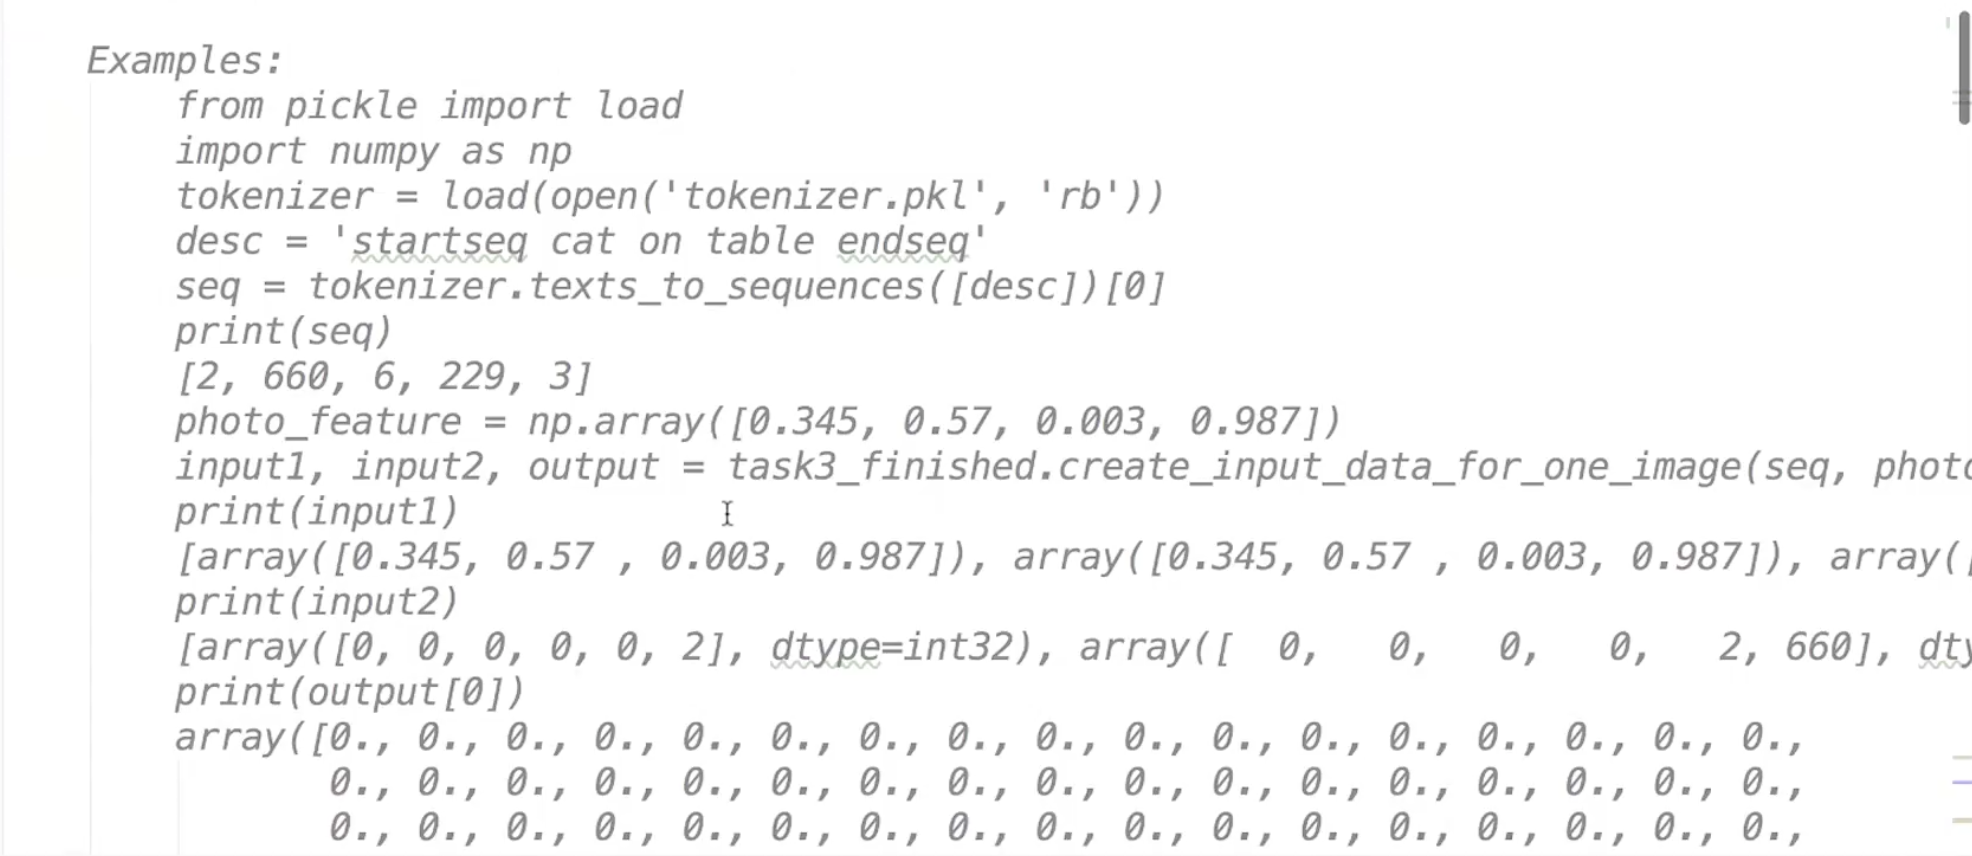 Examples:
from pickle import load
import numpy as np
tokenizer = load(open('tokenizer.pkl', 'rb'))
desc = 'startseq cat on table endseq'
seq = tokenizer.texts_to_sequences([desc])[0]
print(seq)
[2, 660, 6, 229, 3]
photo_feature = np.array([0.345, 0.57, 0.003, 0.987])
input1, input2, output = task3_finished.create_input_data_for_one_image(seq, photo
print(input1)
[array([0.345, 0.57 , 0.003, 0.987]), array([0.345, 0.57 , 0.003, 0.987]), array([
print(input2)
[array([0, 0, 0, 0, 0, 2], dtype=int32), array([  0,   0,   0,   0,   2, 660], dty
print(output[0])
array([0., 0., 0., 0., 0., 0., 0., 0., 0., 0., 0., 0., 0., 0., 0., 0., 0.,
0., 0., 0., 0., 0., 0., 0., 0., 0., 0., 0., 0., 0., 0., 0., 0., 0.,
0., 0., 0., 0., 0., 0., 0., 0., 0., 0., 0., 0., 0., 0., 0., 0., 0.,